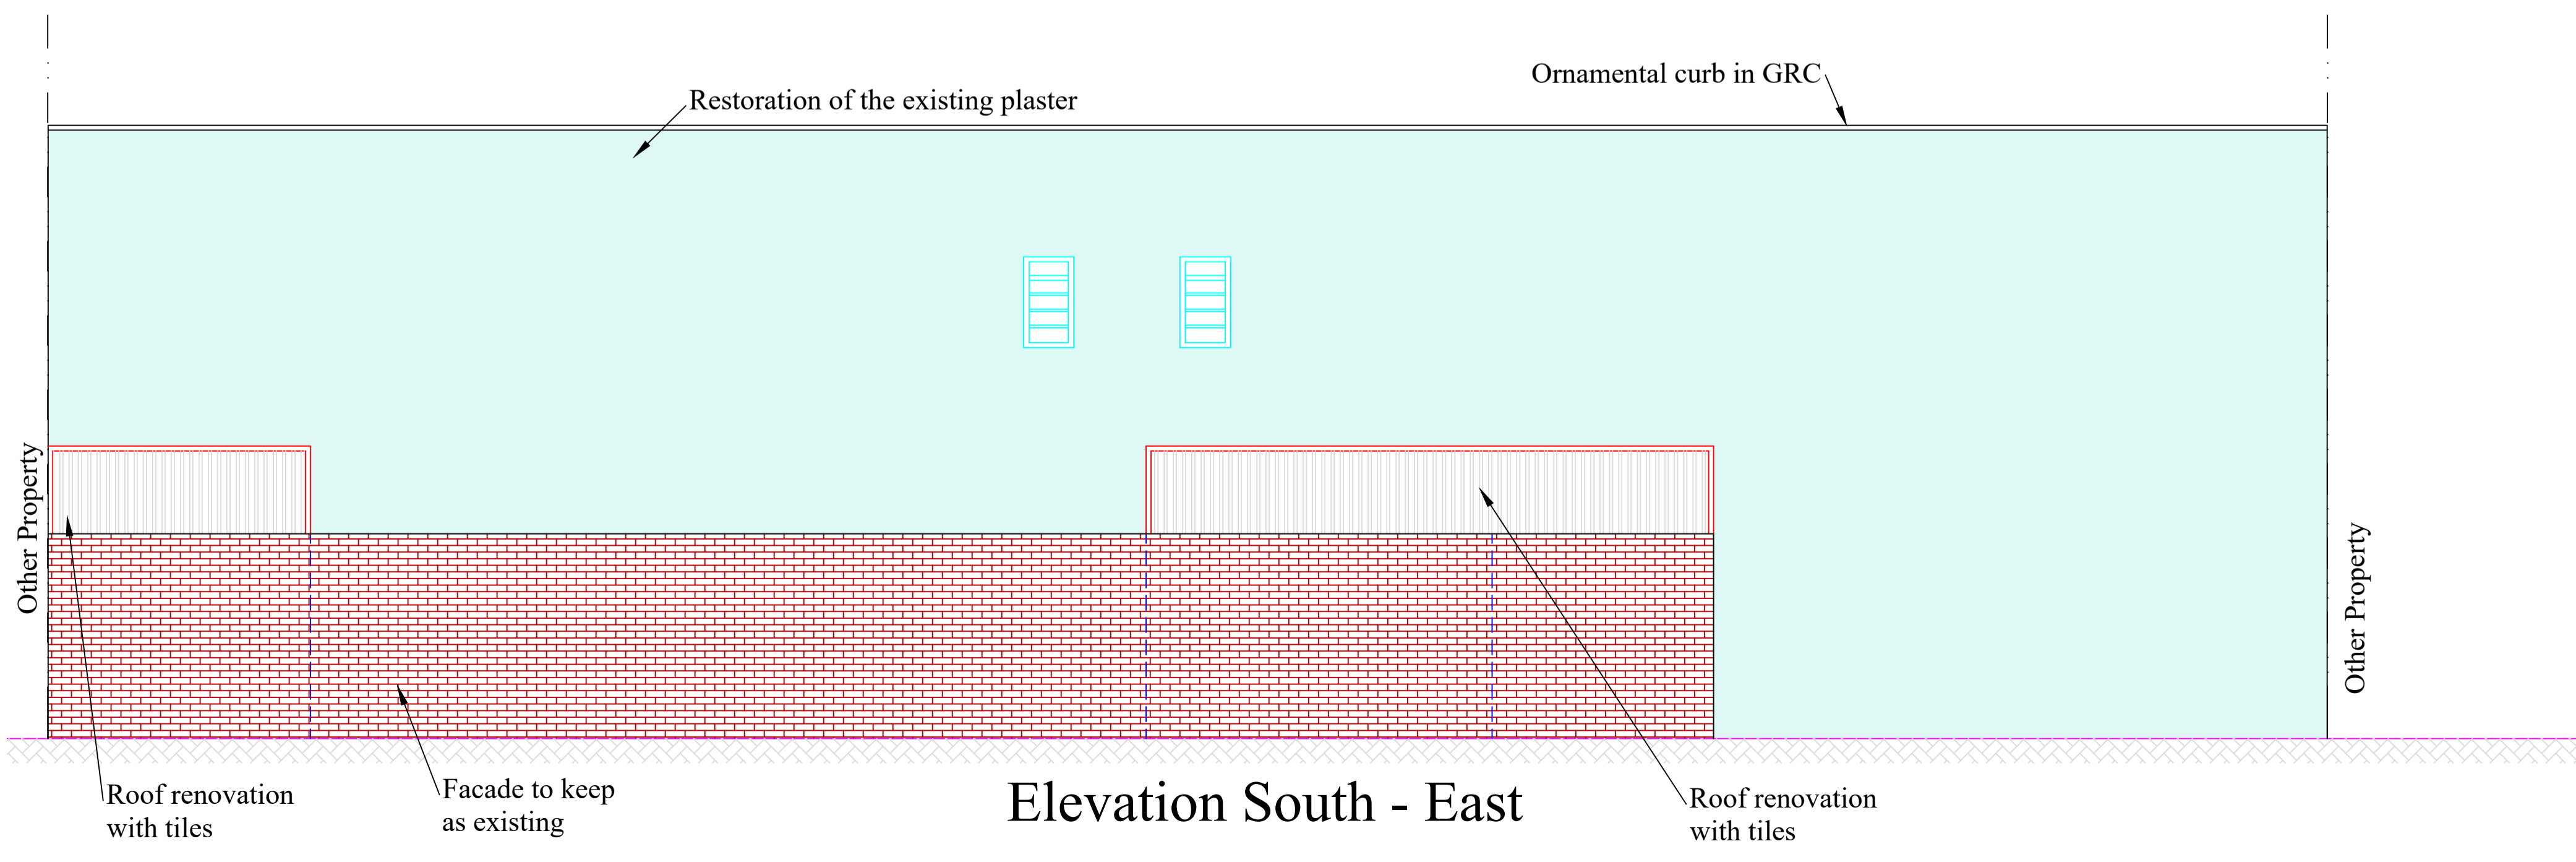 Ornamental curb in GRC
Restoration of the existing plaster
Other Property
Other Property
Roof renovation
with tiles
Facade to keep
as existing
Elevation South - East
Roof renovation
with tiles